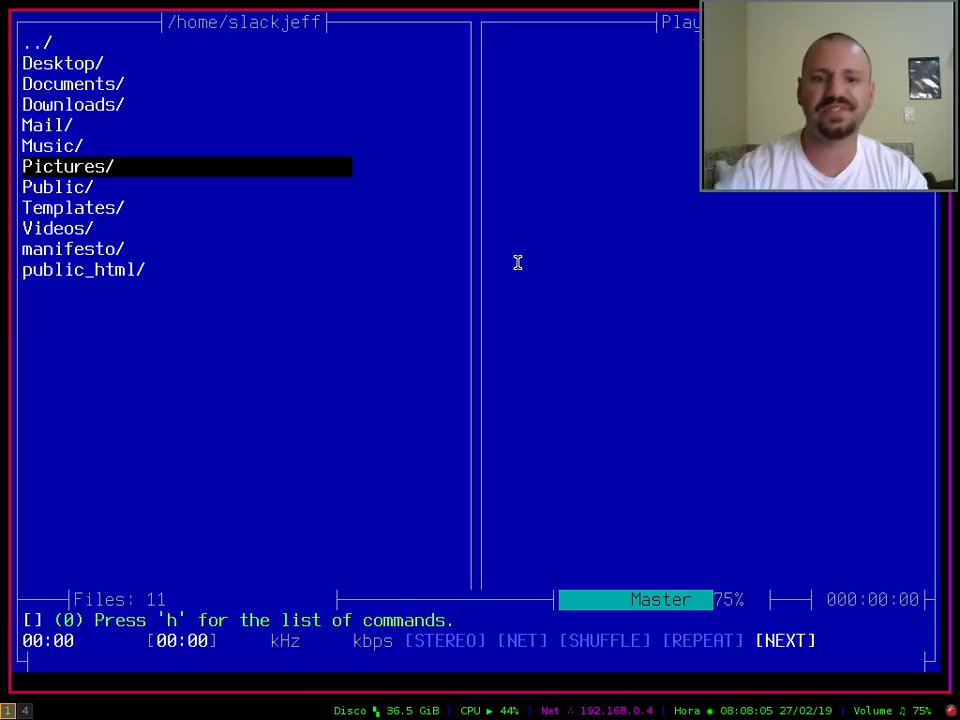 /home/slackjeff
Play
../
Desktop/
Documents/
Downloads/
Mail/
Music/
Pictures/
Public/
Templates/
Videos/
manifesto/
public_html/
Files: 11
Master 75%
000:00:00
[] (0) Press 'h' for the list of commands.
00:00 [00:00] kHz kbps [STEREO] [NET] [SHUFFLE] [REPEAT] [NEXT]
1 4 Disco 36.5 GiB | CPU ▶ 44% | Net ∴ 192.168.0.4 | Hora ◉ 08:08:05 27/02/19 | Volume ♫ 75%